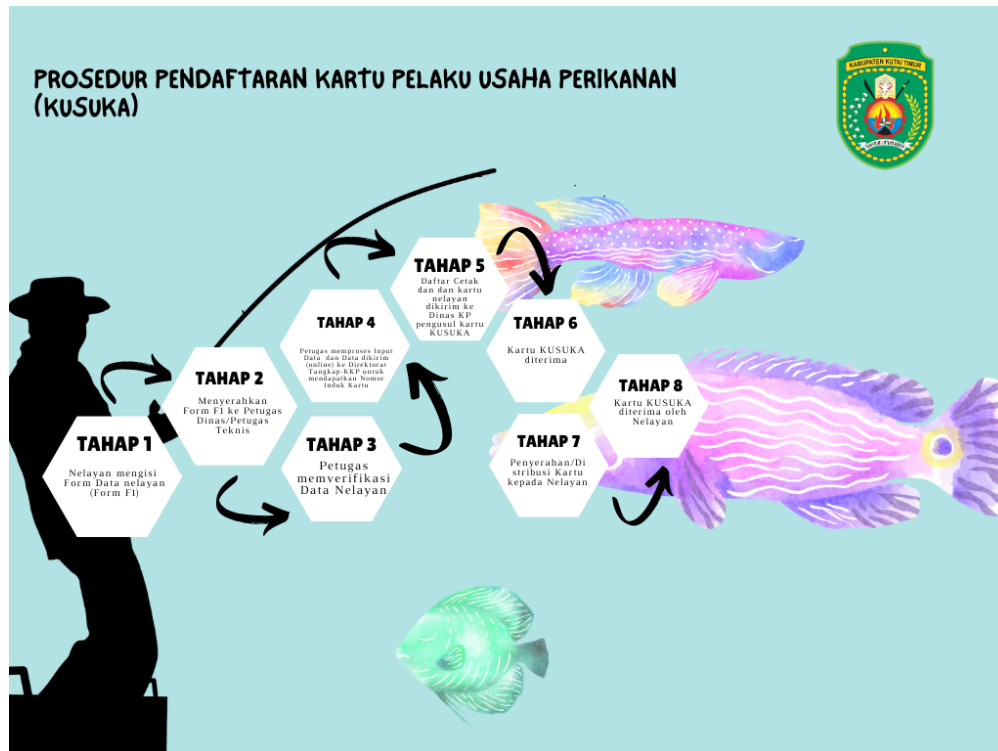 PROSEDUR PENDAFTARAN KARTU PELAKU USAHA PERIKANAN
(KUSUKA)
KABUPATEN KUTAI TIMUR
TAHAP 1
Nelayan mengisi
Form Data nelayan
(Form F1)
TAHAP 2
Menyerahkan
Form F1 ke Petugas
Dinas/Petugas
Teknis
TAHAP 3
Petugas
memverifikasi
Data Nelayan
TAHAP 4
Petugas memproses Input
Data dan Data dikirim
(online) ke Direktorat
Tangkap-KKP untuk
mendapatkan Nomor
Induk Kartu
TAHAP 5
Daftar Cetak
dan dan kartu
nelayan
dikirim ke
Dinas KP
pengusul kartu
KUSUKA
TAHAP 6
Kartu KUSUKA
diterima
TAHAP 7
Penyerahan/Di
stribusi Kartu
kepada Nelayan
TAHAP 8
Kartu KUSUKA
diterima oleh
Nelayan